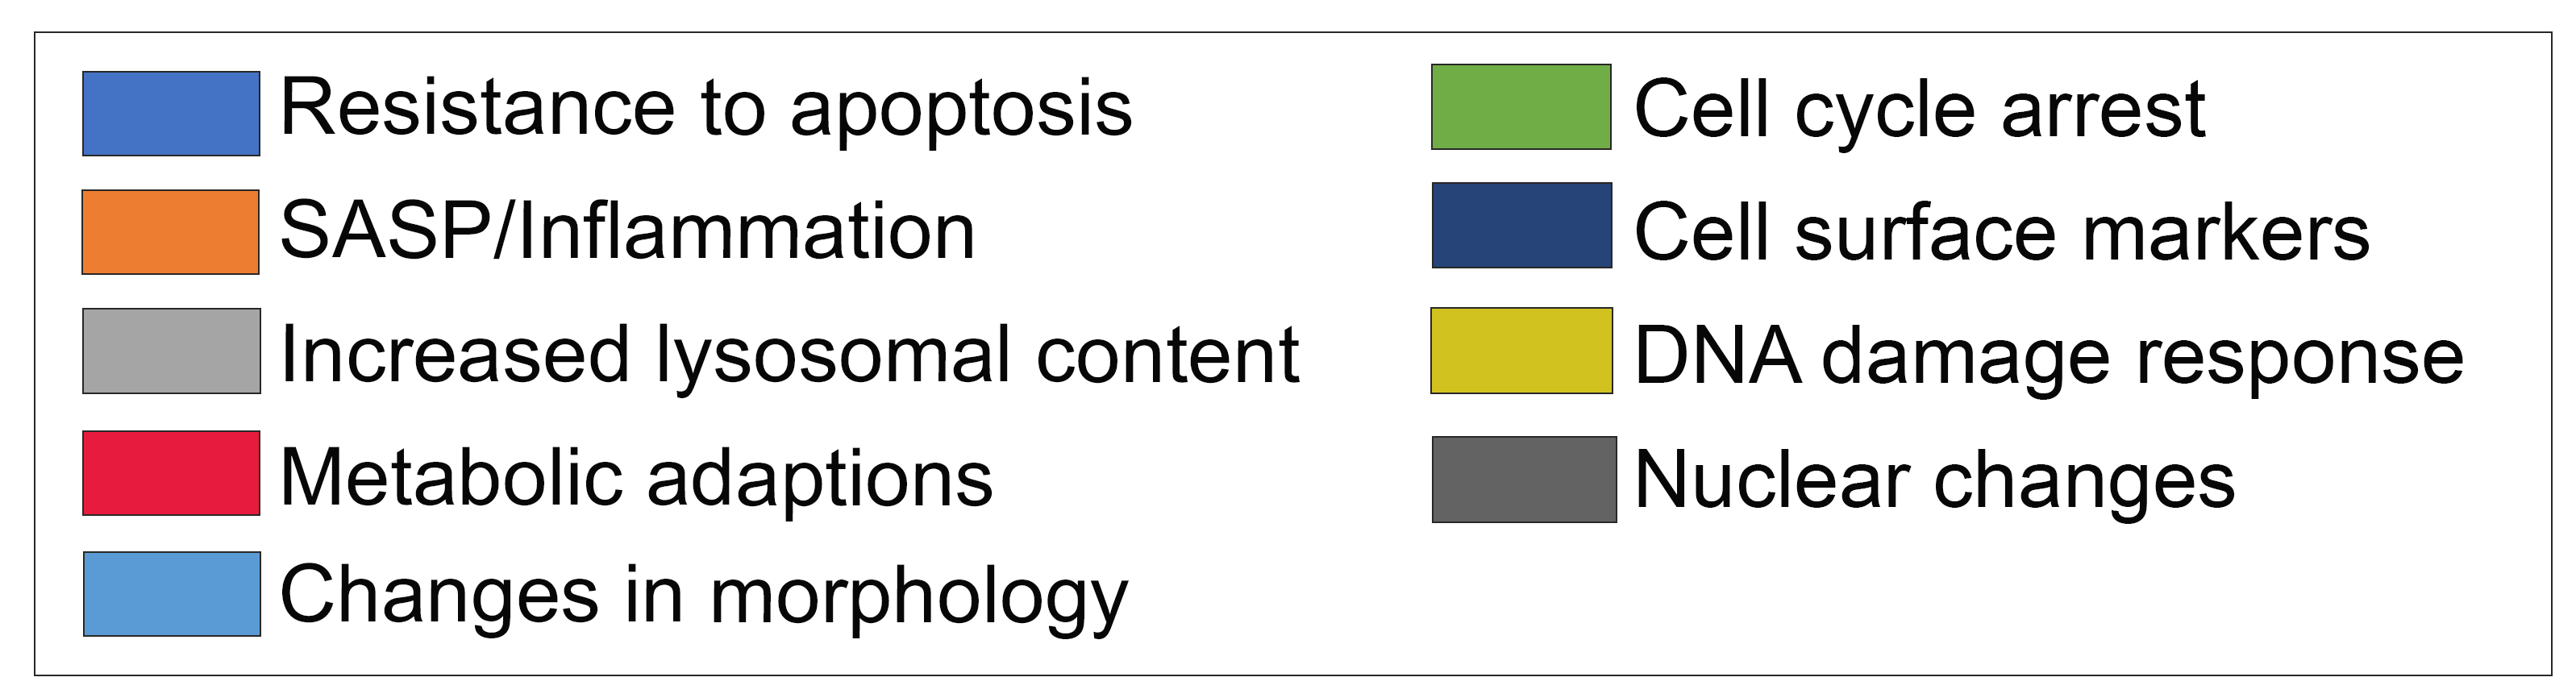 Resistance to apoptosis
SASP/Inflammation
Increased lysosomal content
Metabolic adaptions
Changes in morphology
Cell cycle arrest
Cell surface markers
DNA damage response
Nuclear changes